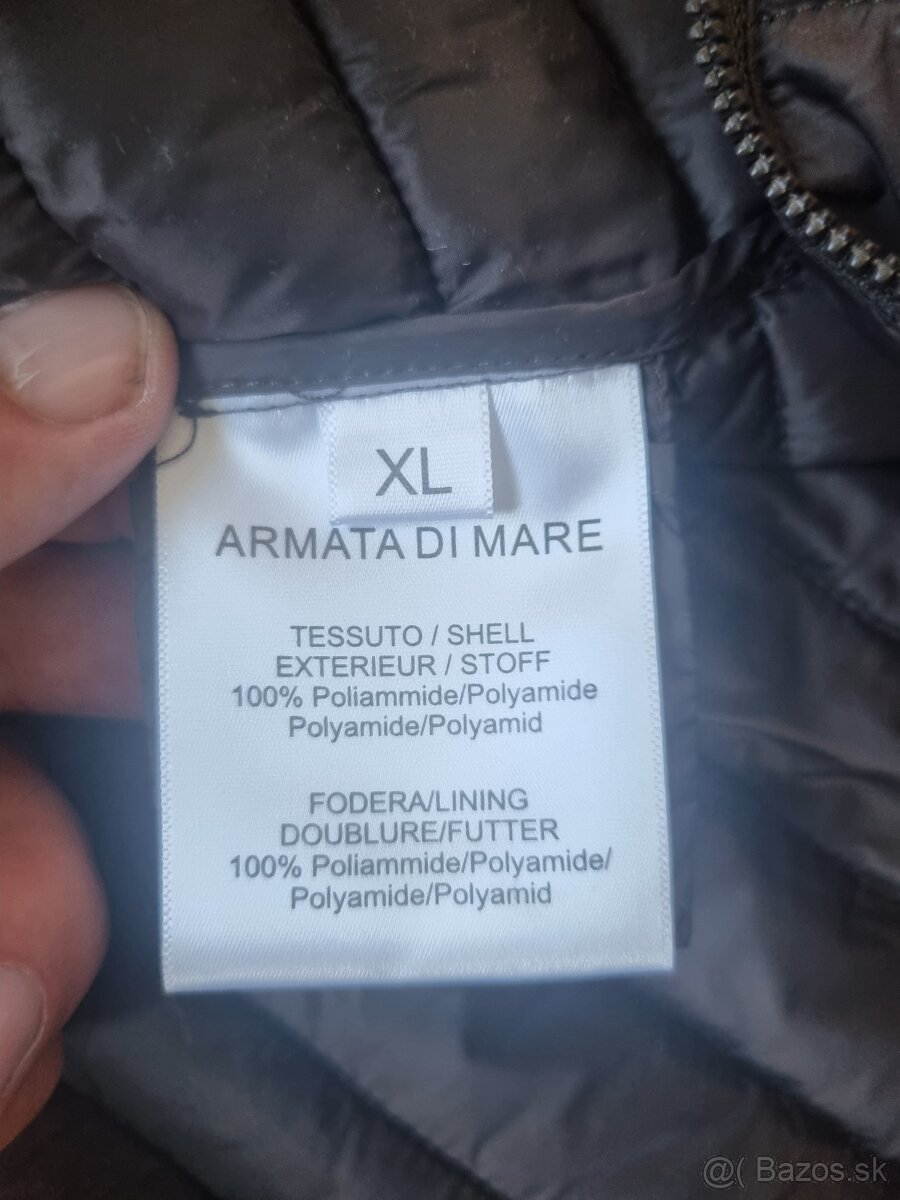 XL
ARMATA DI MARE
TESSUTO / SHELL
EXTERIEUR / STOFF
100% Poliammide/Polyamide
Polyamide/Polyamid
FODERA/LINING
DOUBLURE/FUTTER
100% Poliammide/Polyamide/
Polyamide/Polyamid
@( Bazos.sk